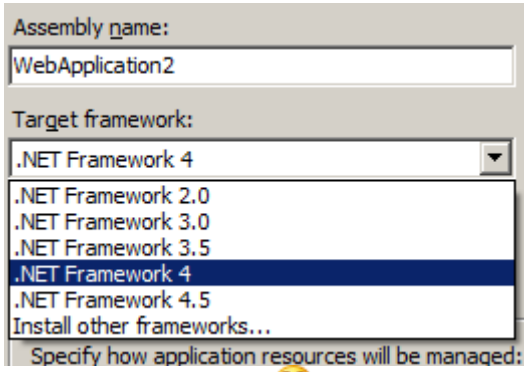 Assembly name:
WebApplication2
Target framework:
.NET Framework 4
.NET Framework 2.0
.NET Framework 3.0
.NET Framework 3.5
.NET Framework 4
.NET Framework 4.5
Install other frameworks...
Specify how application resources will be managed: